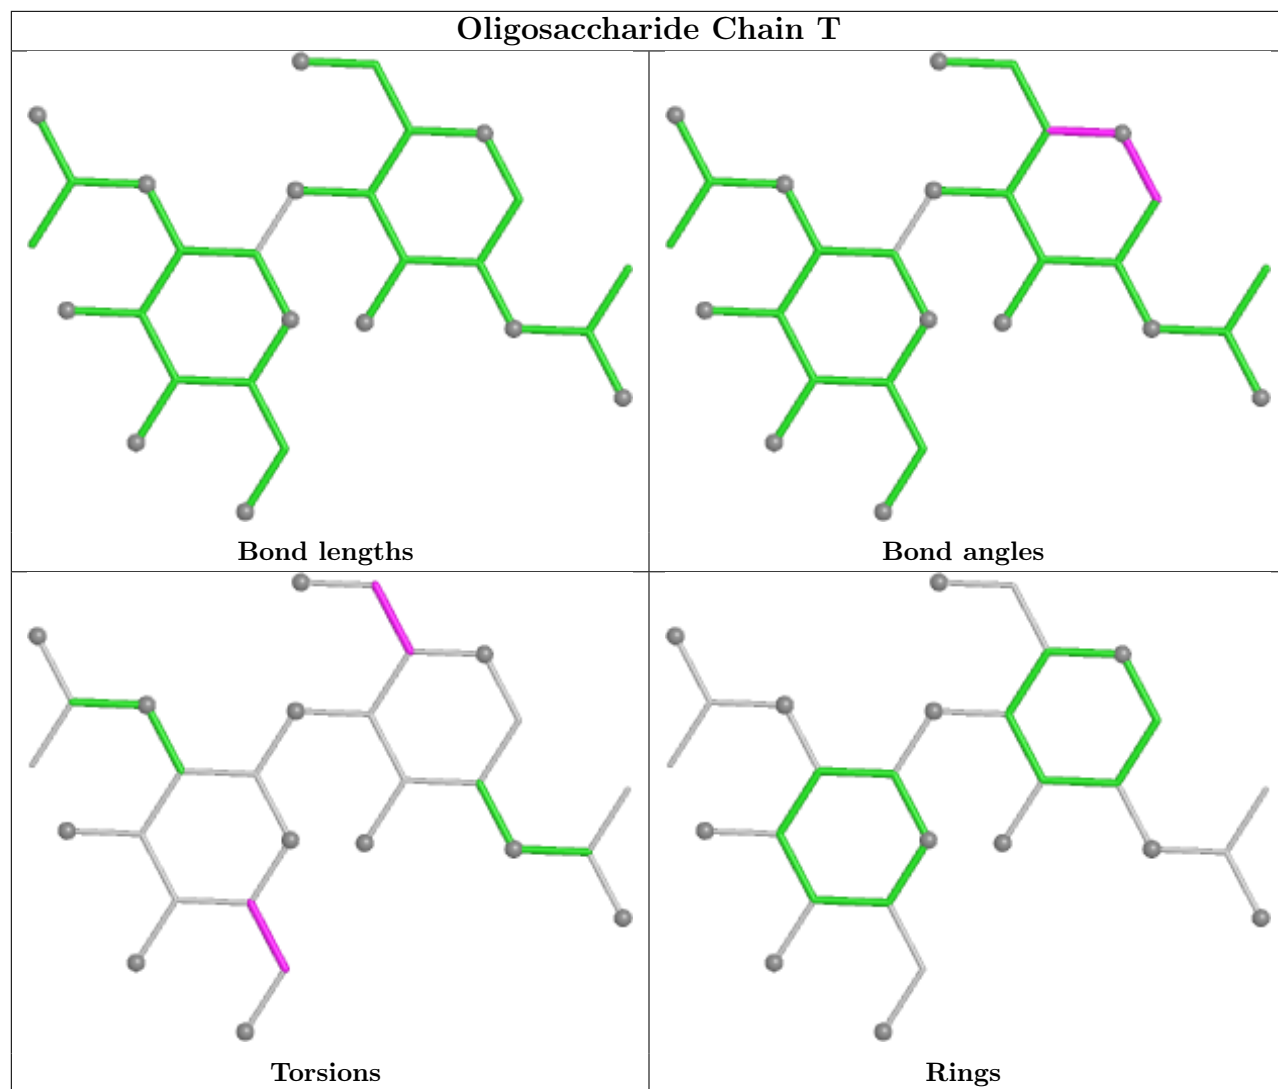 Oligosaccharide Chain T
Bond lengths
Bond angles
Torsions
Rings